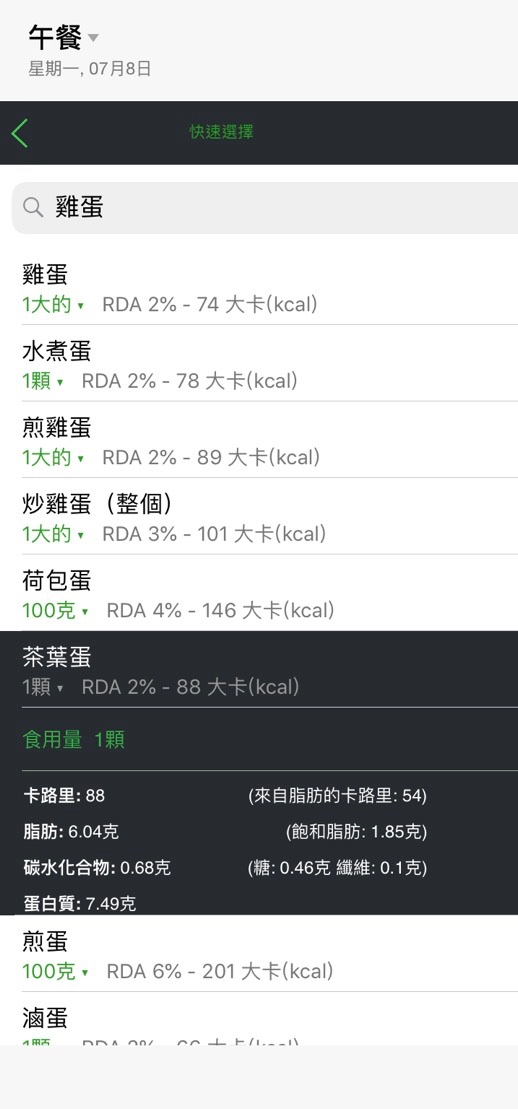 午餐
星期一, 07月8日
快速選擇
雞蛋
雞蛋
1大的 RDA 2% - 74 大卡(kcal)
水煮蛋
1顆 RDA 2% - 78 大卡(kcal)
煎雞蛋
1大的 RDA 2% - 89 大卡(kcal)
炒雞蛋（整個）
1大的 RDA 3% - 101 大卡(kcal)
荷包蛋
100克 RDA 4% - 146 大卡(kcal)
茶葉蛋
1顆 RDA 2% - 88 大卡(kcal)
食用量 1顆
卡路里: 88 (來自脂肪的卡路里: 54)
脂肪: 6.04克 (飽和脂肪: 1.85克)
碳水化合物: 0.68克 (糖: 0.46克 纖維: 0.1克)
蛋白質: 7.49克
煎蛋
100克 RDA 6% - 201 大卡(kcal)
滷蛋